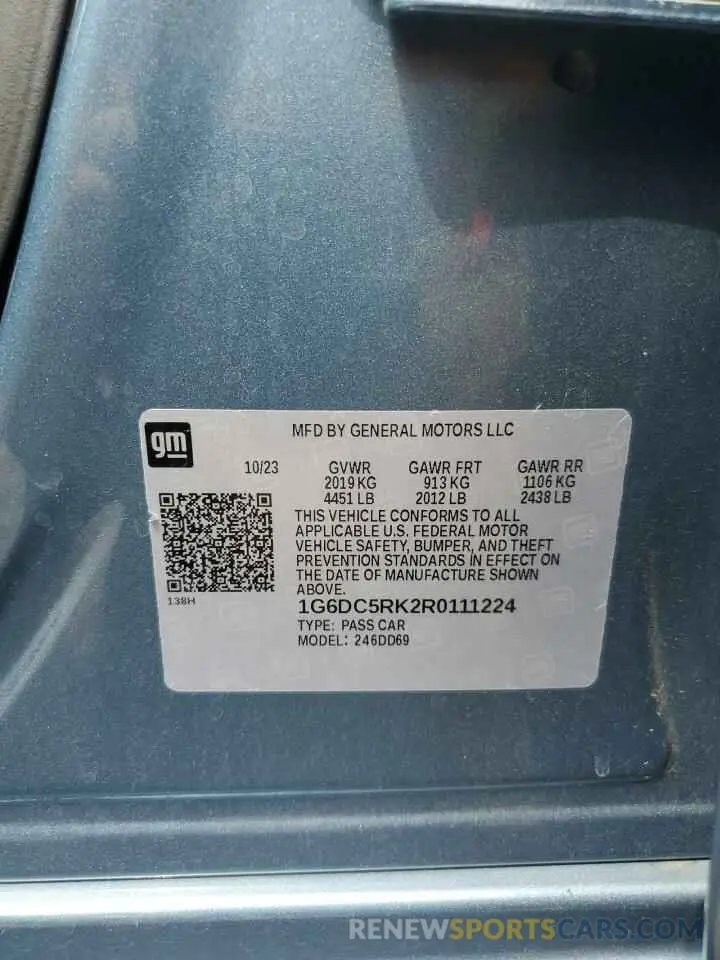 gm
MFD BY GENERAL MOTORS LLC
10/23 GVWR GAWR FRT GAWR RR
2019 KG 913 KG 1106 KG
4451 LB 2012 LB 2438 LB
THIS VEHICLE CONFORMS TO ALL
APPLICABLE U.S. FEDERAL MOTOR
VEHICLE SAFETY, BUMPER, AND THEFT
PREVENTION STANDARDS IN EFFECT ON
THE DATE OF MANUFACTURE SHOWN
ABOVE.
138H
1G6DC5RK2R0111224
TYPE: PASS CAR
MODEL: 246DD69
RENEWSPORTSCARS.COM